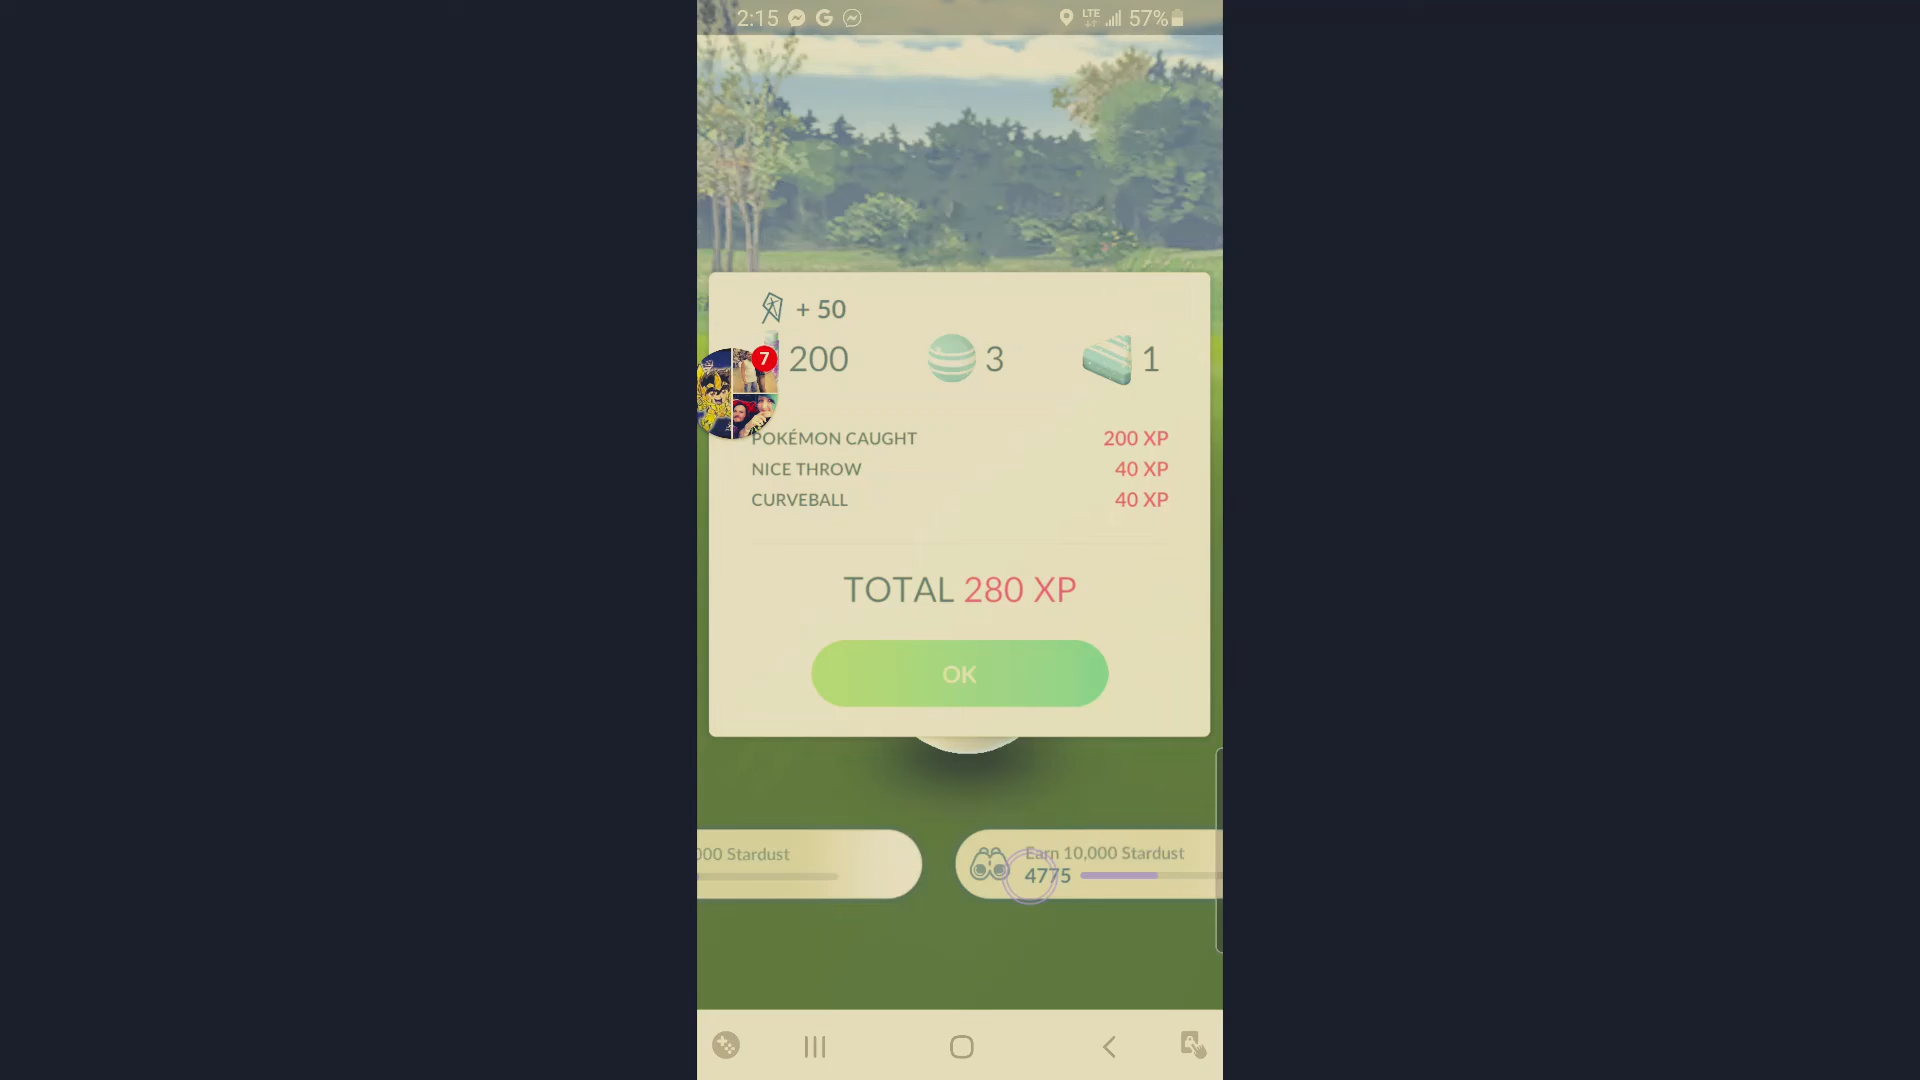 2:15 LTE 57%
+ 50
7 200 3 1
POKÉMON CAUGHT 200 XP
NICE THROW 40 XP
CURVEBALL 40 XP
TOTAL 280 XP
OK
000 Stardust
Earn 10,000 Stardust
4775